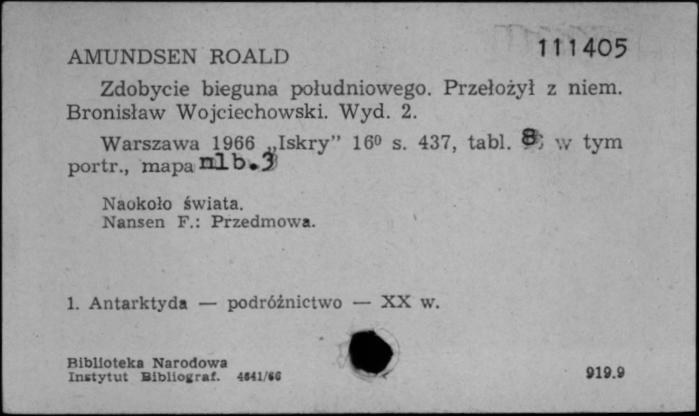 AMUNDSEN ROALD 111405
Zdobycie bieguna południowego. Przełożył z niem.
Bronisław Wojciechowski. Wyd. 2.
Warszawa 1966 „Iskry” 16⁰ s. 437, tabl. 8 w tym
portr., mapa nlb. 3
Naokoło świata.
Nansen F.: Przedmowa.
1. Antarktyda — podróżnictwo — XX w.
Biblioteka Narodowa
Instytut Bibliograf. 4641/66 919.9